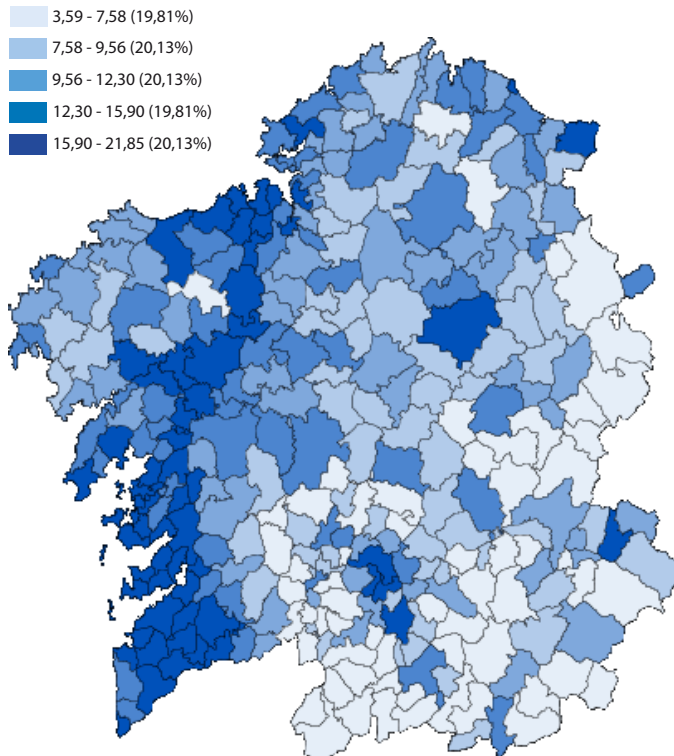 3,59 - 7,58 (19,81%)
7,58 - 9,56 (20,13%)
9,56 - 12,30 (20,13%)
12,30 - 15,90 (19,81%)
15,90 - 21,85 (20,13%)